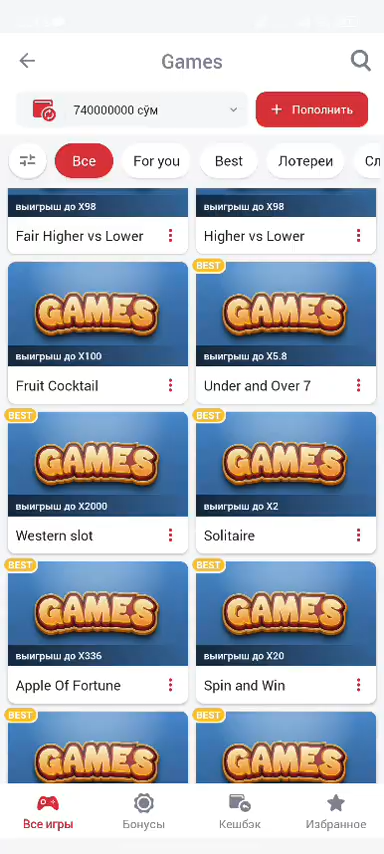 Games
740000000 сўм
+ Пополнить
Все
For you
Best
Лотереи
Сл
выигрыш до X98
выигрыш до X98
Fair Higher vs Lower
Higher vs Lower
BEST
GAMES
GAMES
выигрыш до X100
выигрыш до X5.8
Fruit Cocktail
Under and Over 7
BEST
BEST
GAMES
GAMES
выигрыш до X2000
выигрыш до X2
Western slot
Solitaire
BEST
BEST
GAMES
GAMES
выигрыш до X336
выигрыш до X20
Apple Of Fortune
Spin and Win
BEST
BEST
GAMES
GAMES
Все игры
Бонусы
Кешбэк
Избранное